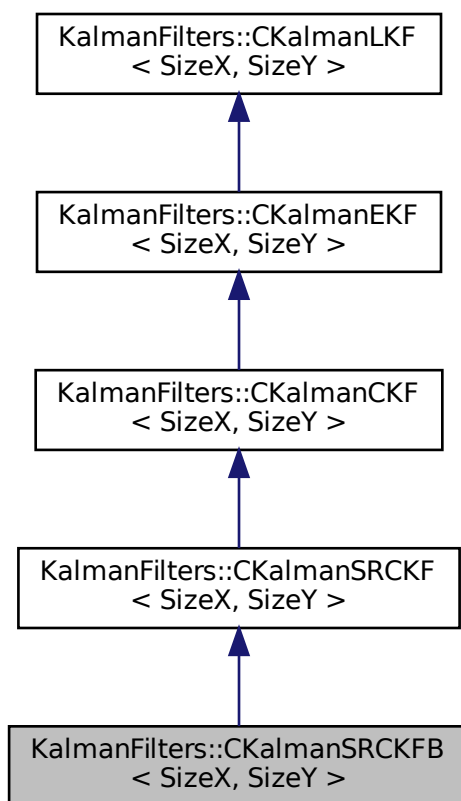 KalmanFilters::CKalmanLKF
< SizeX, SizeY >
KalmanFilters::CKalmanEKF
< SizeX, SizeY >
KalmanFilters::CKalmanCKF
< SizeX, SizeY >
KalmanFilters::CKalmanSRCKF
< SizeX, SizeY >
KalmanFilters::CKalmanSRCKFB
< SizeX, SizeY >